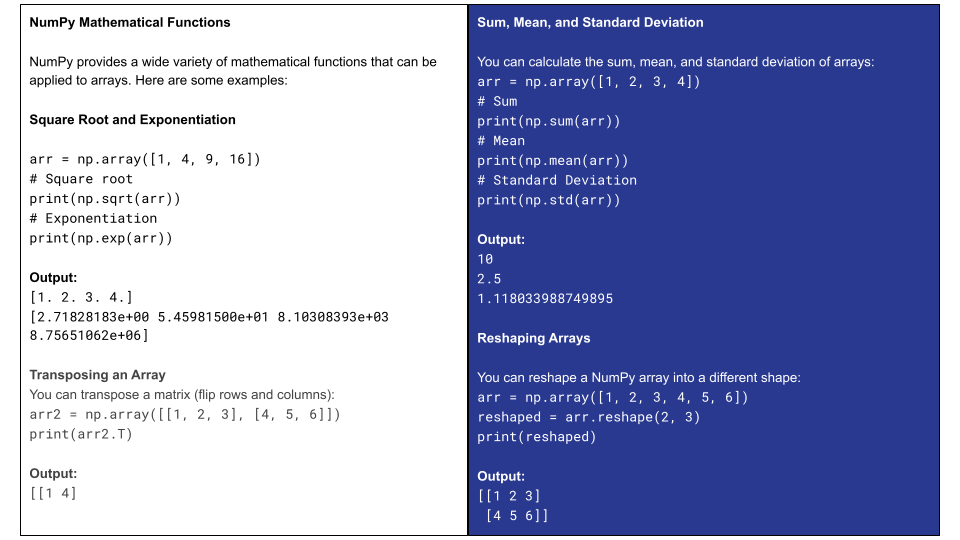 NumPy Mathematical Functions
NumPy provides a wide variety of mathematical functions that can be
applied to arrays. Here are some examples:
Square Root and Exponentiation
arr = np.array([1, 4, 9, 16])
# Square root
print(np.sqrt(arr))
# Exponentiation
print(np.exp(arr))
Output:
[1. 2. 3. 4.]
[2.71828183e+00 5.45981500e+01 8.10308393e+03
8.75651062e+06]
Transposing an Array
You can transpose a matrix (flip rows and columns):
arr2 = np.array([[1, 2, 3], [4, 5, 6]])
print(arr2.T)
Output:
[[1 4]
Sum, Mean, and Standard Deviation
You can calculate the sum, mean, and standard deviation of arrays:
arr = np.array([1, 2, 3, 4])
# Sum
print(np.sum(arr))
# Mean
print(np.mean(arr))
# Standard Deviation
print(np.std(arr))
Output:
10
2.5
1.118033988749895
Reshaping Arrays
You can reshape a NumPy array into a different shape:
arr = np.array([1, 2, 3, 4, 5, 6])
reshaped = arr.reshape(2, 3)
print(reshaped)
Output:
[[1 2 3]
 [4 5 6]]